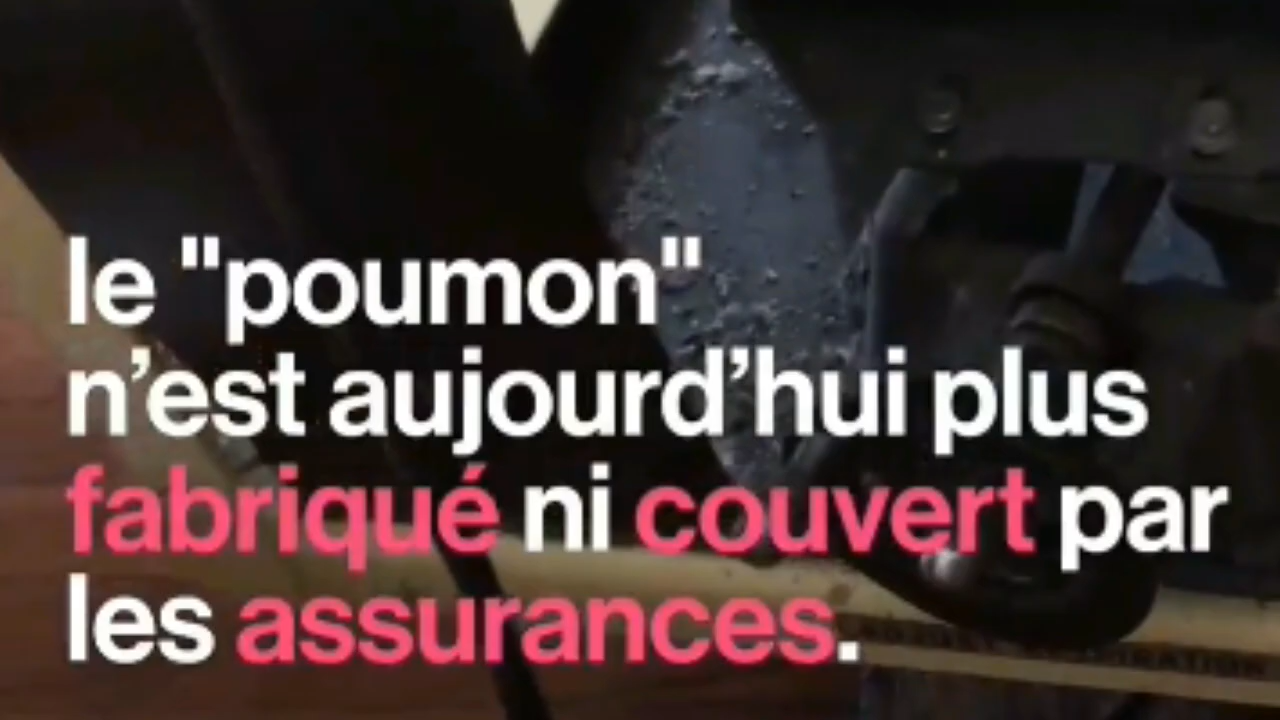 le "poumon"
n’est aujourd’hui plus
fabriqué ni couvert par
les assurances.